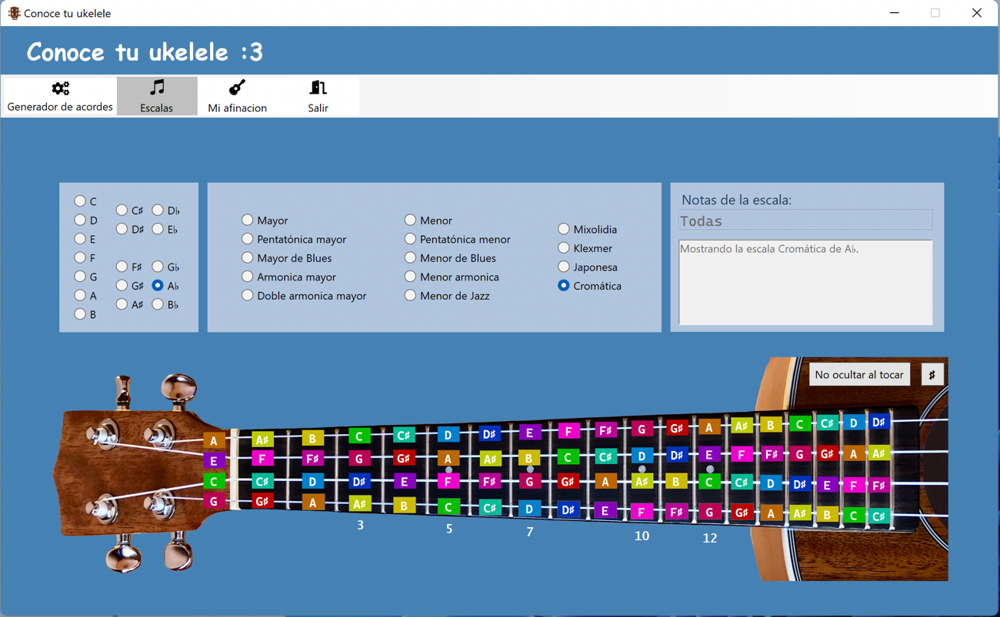 Conoce tu ukelele
Conoce tu ukelele :3
Generador de acordes Escalas Mi afinacion Salir
C
D
E
F
G
A
B
C♯ D♭
D♯ E♭
F♯ G♭
G♯ A♭
A♯ B♭
Mayor
Pentatónica mayor
Mayor de Blues
Armonica mayor
Doble armonica mayor
Menor
Pentatónica menor
Menor de Blues
Menor armonica
Menor de Jazz
Mixolidia
Klexmer
Japonesa
Cromática
Notas de la escala:
Todas
Mostrando la escala Cromática de A♭.
No ocultar al tocar ♯
A A♯ B C C♯ D D♯ E F F♯ G G♯ A A♯ B C C♯ D D♯
E F F♯ G G♯ A A♯ B C C♯ D D♯ E F F♯ G G♯ A A♯
C C♯ D D♯ E F F♯ G G♯ A A♯ B C C♯ D D♯ E F F♯
G G♯ A A♯ B C C♯ D D♯ E F F♯ G G♯ A A♯ B C C♯
3 5 7 10 12